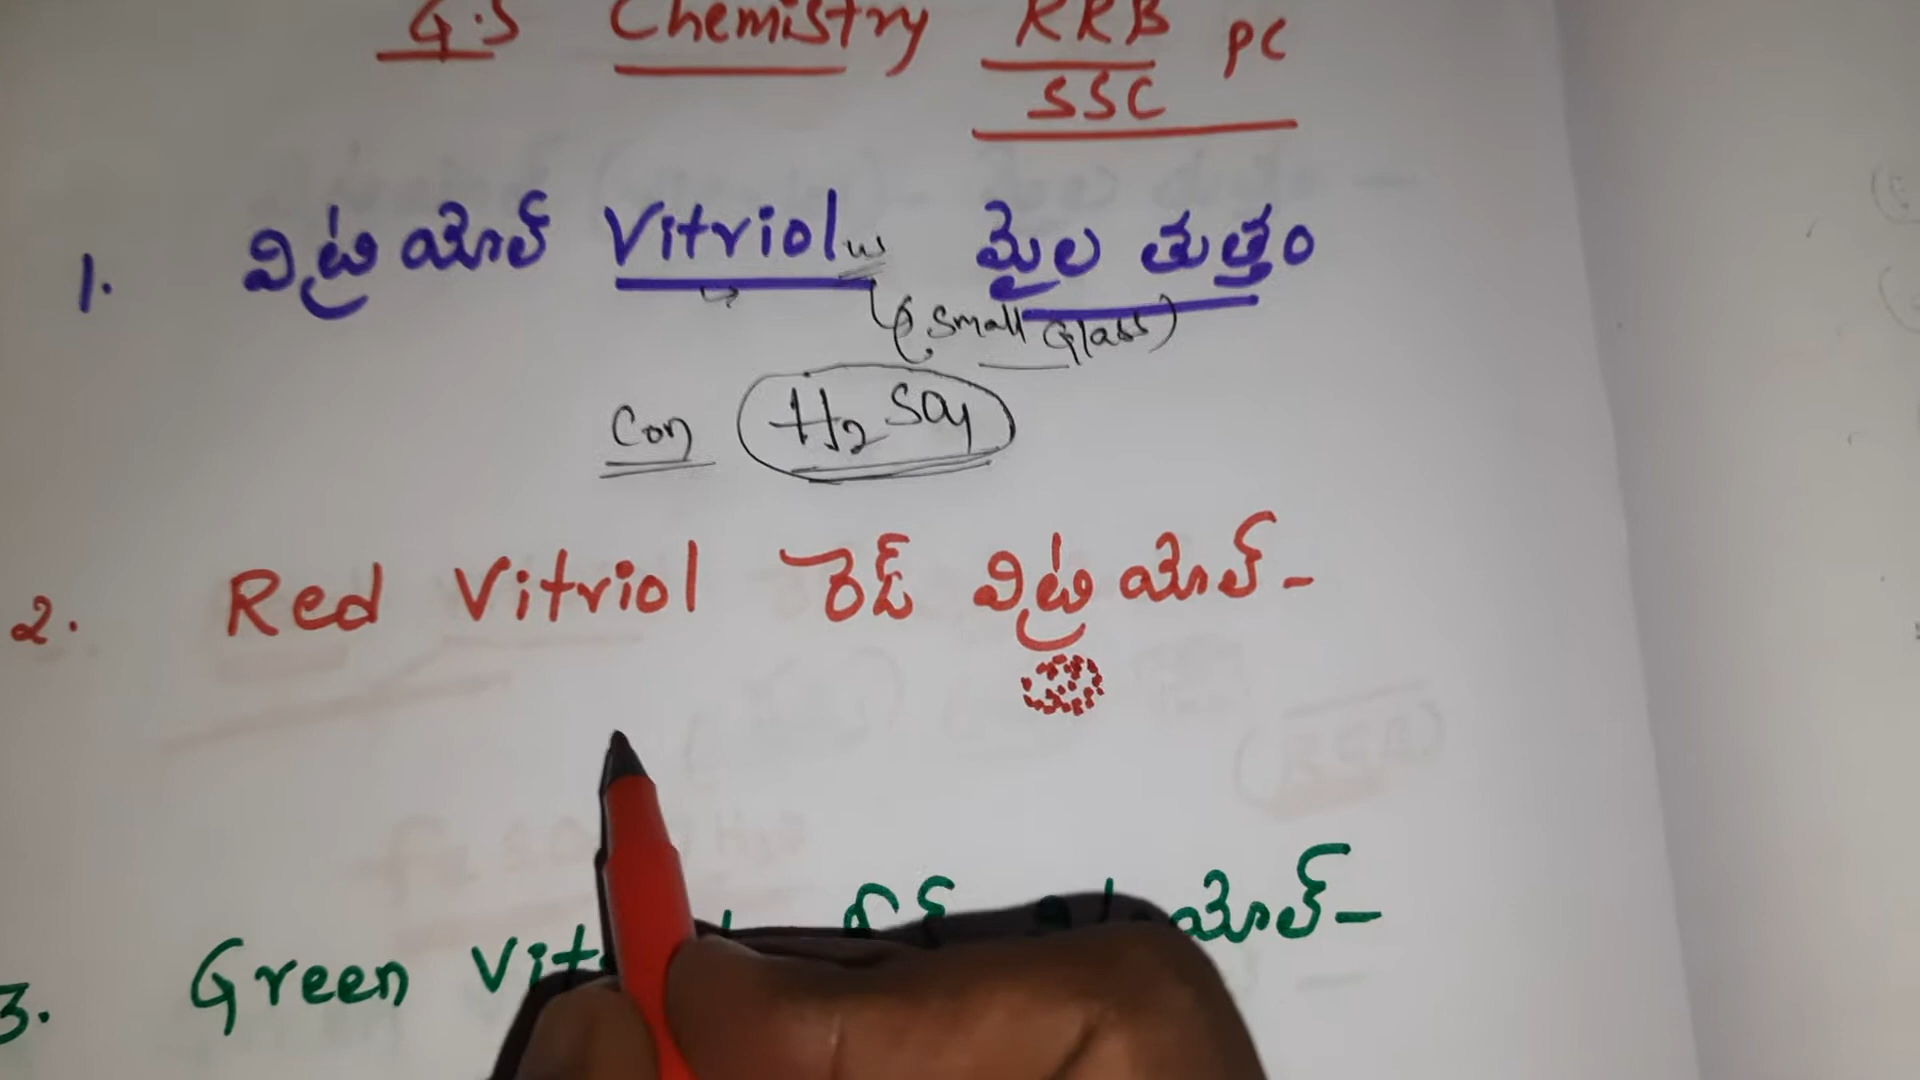 G.S Chemistry RRB PC
SSC
1. విట్రియోల్ Vitriol మైల తుత్తం
(Small Glass)
Con H2SO4
2. Red Vitriol రెడ్ విట్రియోల్ -
3. Green యోల్ -